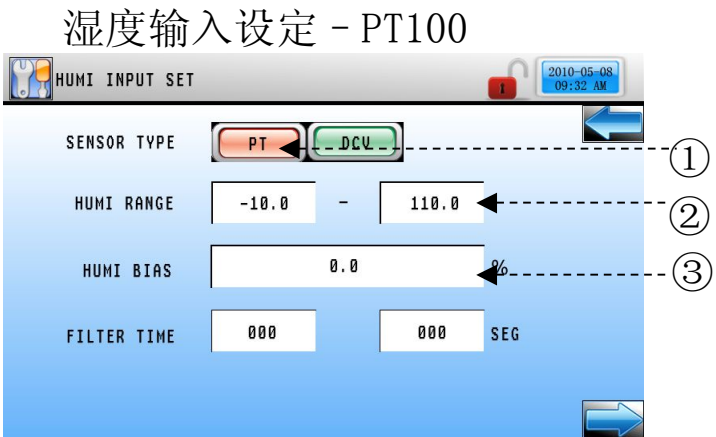 湿度输入设定－PT100
HUMI INPUT SET
1
2010-05-08
09:32 AM
SENSOR TYPE PT DCV ①
HUMI RANGE -10.0 - 110.0 ②
HUMI BIAS 0.0 % ③
FILTER TIME 000 000 SEG